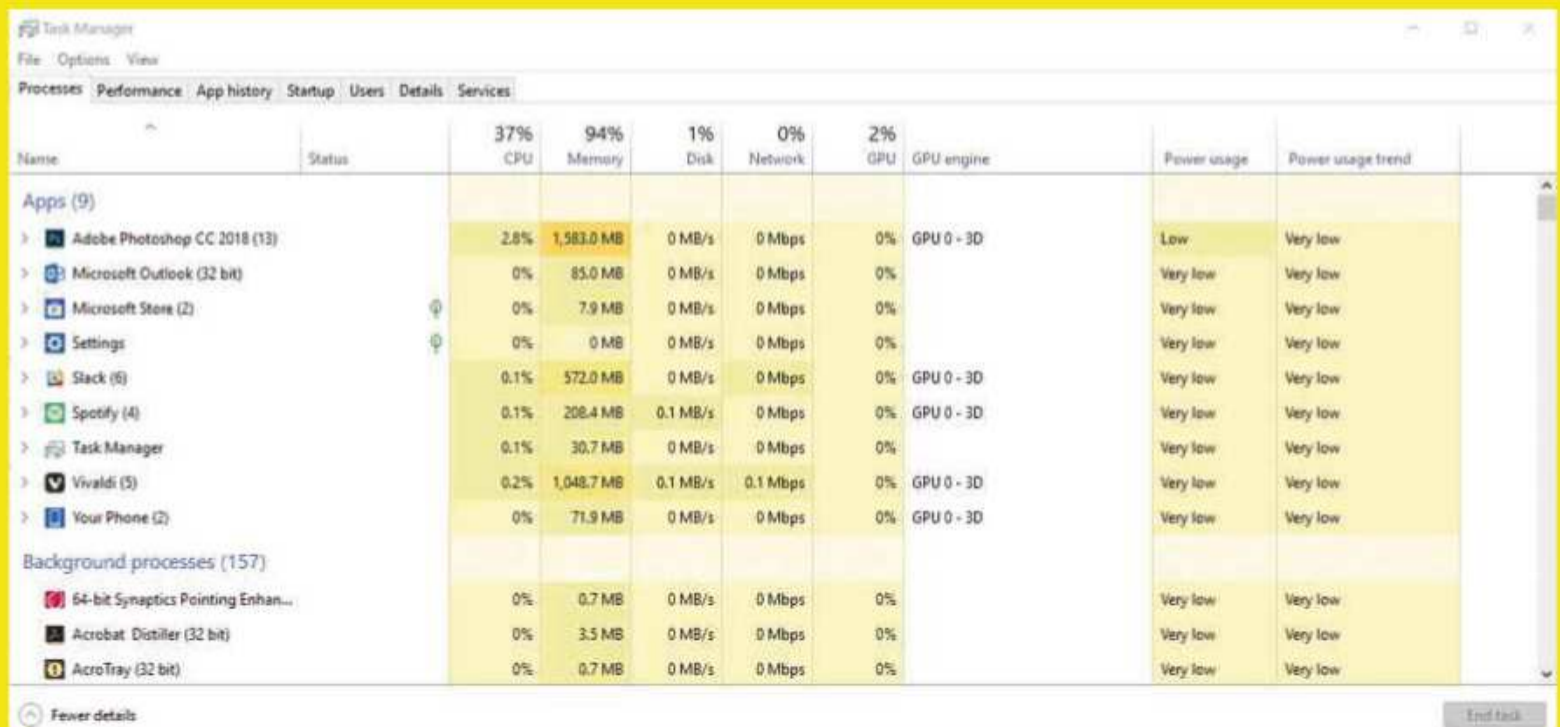 Task Manager
File Options View
Processes Performance App history Startup Users Details Services
37% 94% 1% 0% 2%
Name Status CPU Memory Disk Network GPU GPU engine Power usage Power usage trend
Apps (9)
Adobe Photoshop CC 2018 (13) 2.8% 1,583.0 MB 0 MB/s 0 Mbps 0% GPU 0 - 3D Low Very low
Microsoft Outlook (32 bit) 0% 85.0 MB 0 MB/s 0 Mbps 0% Very low Very low
Microsoft Store (2) 0% 7.9 MB 0 MB/s 0 Mbps 0% Very low Very low
Settings 0% 0 MB 0 MB/s 0 Mbps 0% Very low Very low
Slack (6) 0.1% 572.0 MB 0 MB/s 0 Mbps 0% GPU 0 - 3D Very low Very low
Spotify (4) 0.1% 208.4 MB 0.1 MB/s 0 Mbps 0% GPU 0 - 3D Very low Very low
Task Manager 0.1% 30.7 MB 0 MB/s 0 Mbps 0% Very low Very low
Vivaldi (5) 0.2% 1,048.7 MB 0.1 MB/s 0.1 Mbps 0% GPU 0 - 3D Very low Very low
Your Phone (2) 0% 71.9 MB 0 MB/s 0 Mbps 0% GPU 0 - 3D Very low Very low
Background processes (157)
64-bit Synaptics Pointing Enhan... 0% 0.7 MB 0 MB/s 0 Mbps 0% Very low Very low
Acrobat Distiller (32 bit) 0% 3.5 MB 0 MB/s 0 Mbps 0% Very low Very low
AcroTray (32 bit) 0% 0.7 MB 0 MB/s 0 Mbps 0% Very low Very low
Fewer details End task